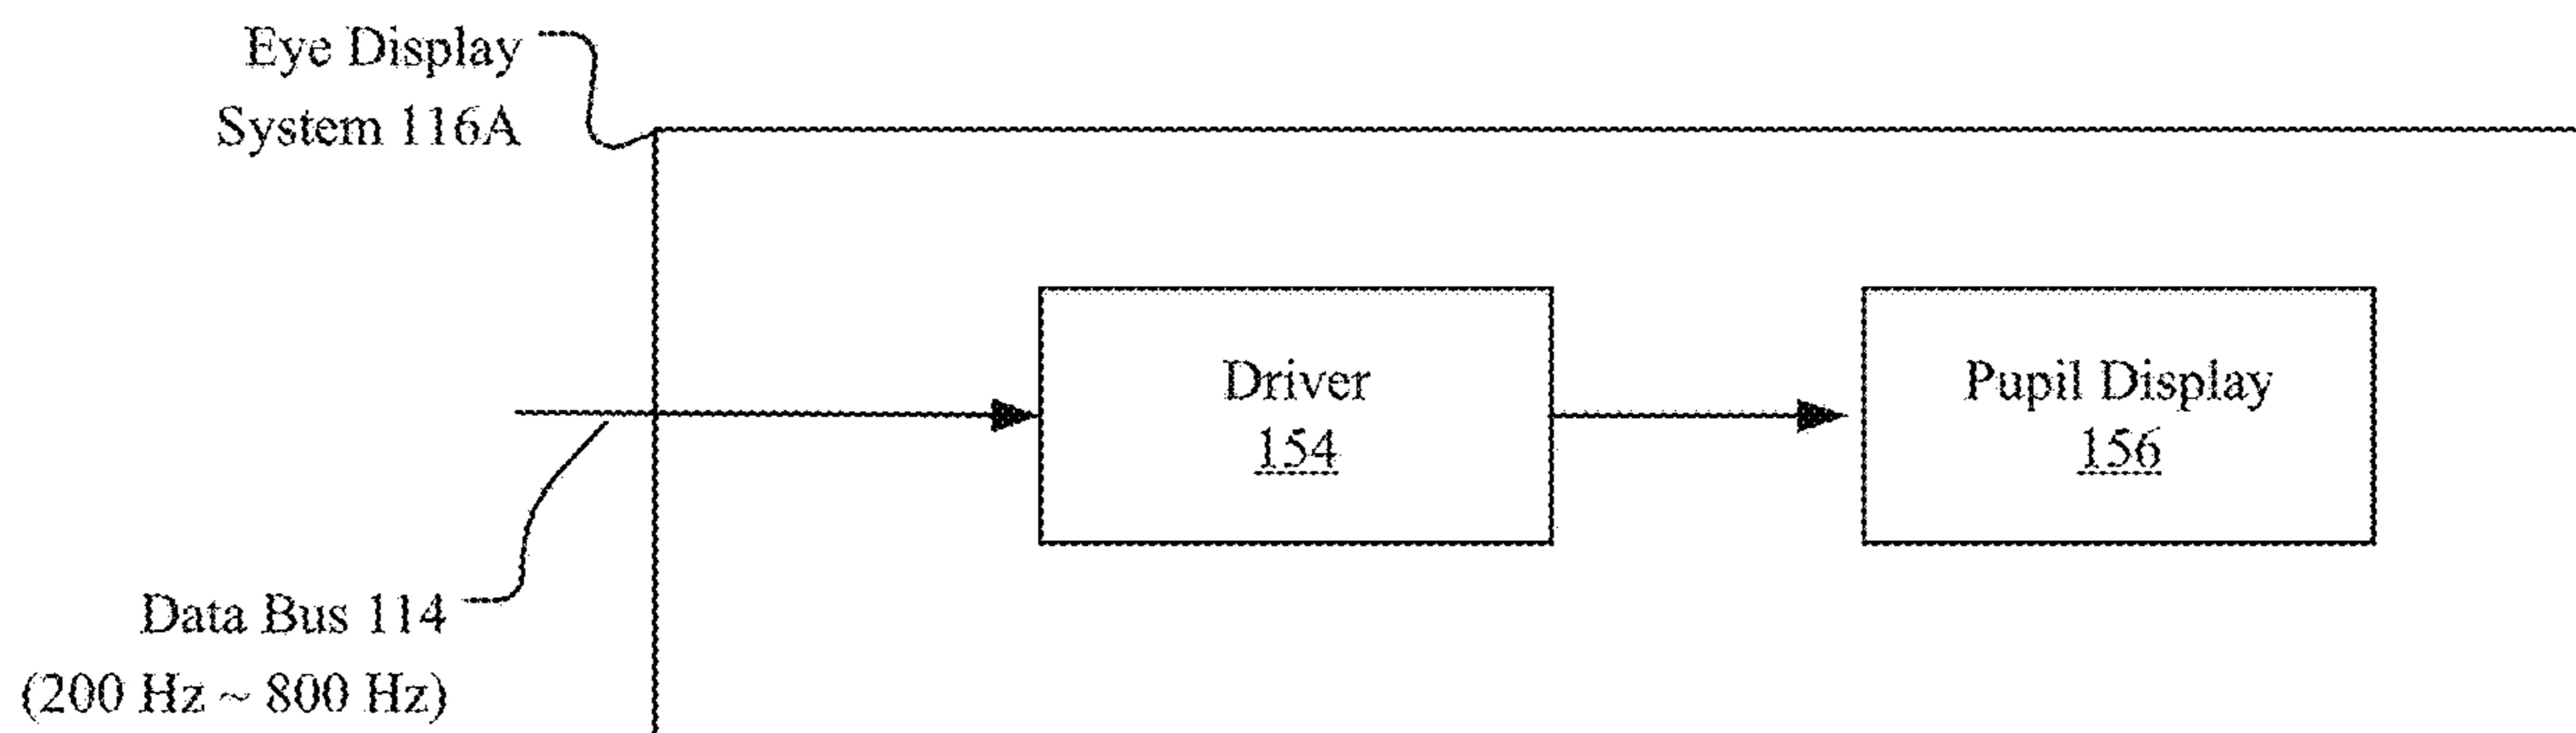 Eye Display
System 116A
Driver
154
Pupil Display
156
Data Bus 114
(200 Hz ~ 800 Hz)